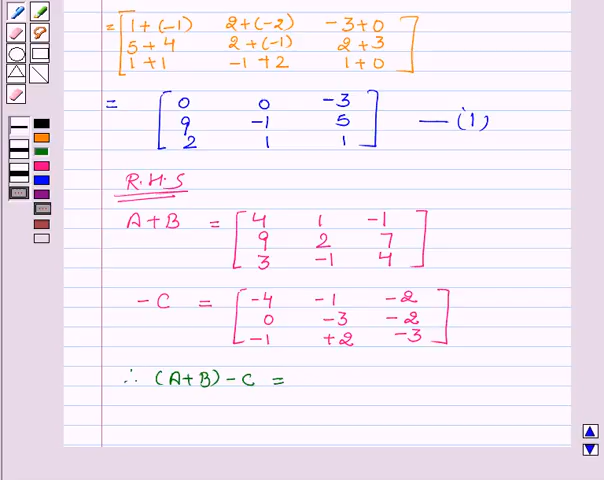 = [ 1+(-1) 2+(-2) -3+0
5+4 2+(-1) 2+3
1+1 -1+2 1+0 ]
= [ 0 0 -3
9 -1 5
2 1 1 ] —(1)
R.H.S
A+B = [ 4 1 -1
9 2 7
3 -1 4 ]
-C = [ -4 -1 -2
0 -3 -2
-1 +2 -3 ]
∴ (A+B)-C =